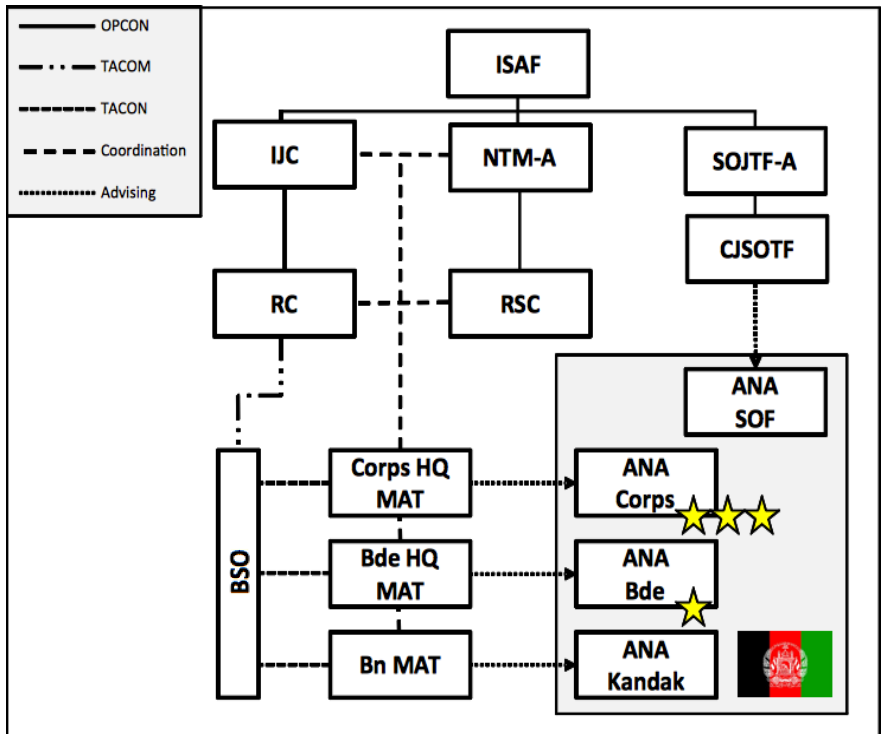 OPCON
TACOM
TACON
Coordination
Advising
ISAF
IJC
NTM-A
SOJTF-A
CJSOTF
RC
RSC
ANA
SOF
BSO
Corps HQ
MAT
ANA
Corps
Bde HQ
MAT
ANA
Bde
Bn MAT
ANA
Kandak